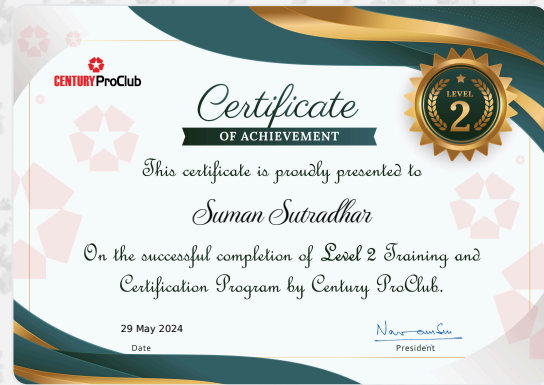 CENTURY ProClub
Certificate
OF ACHIEVEMENT
LEVEL
2
This certificate is proudly presented to
Suman Sutradhar
On the successful completion of Level 2 Training and
Certification Program by Century ProClub.
29 May 2024
Date
President